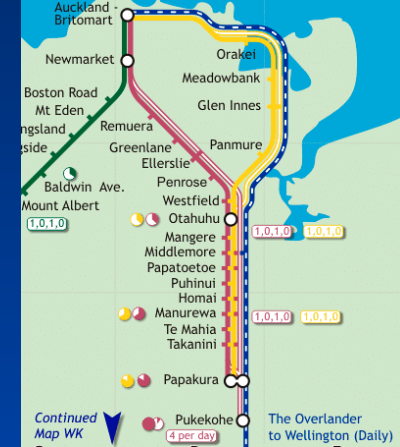 Auckland -
Britomart
Orakei
Newmarket
Meadowbank
Boston Road
Glen Innes
Mt Eden
Remuera
ngsland
Greenlane
Panmure
gside
Ellerslie
Baldwin Ave.
Penrose
Mount Albert
Westfield
1,0,1,0
Otahuhu
Mangere
1,0,1,0
1,0,1,0
Middlemore
Papatoetoe
Puhinui
Homai
Manurewa
1,0,1,0
1,0,1,0
Te Mahia
Takanini
Papakura
Continued
Map WK
Pukekohe
4 per day
The Overlander
to Wellington (Daily)